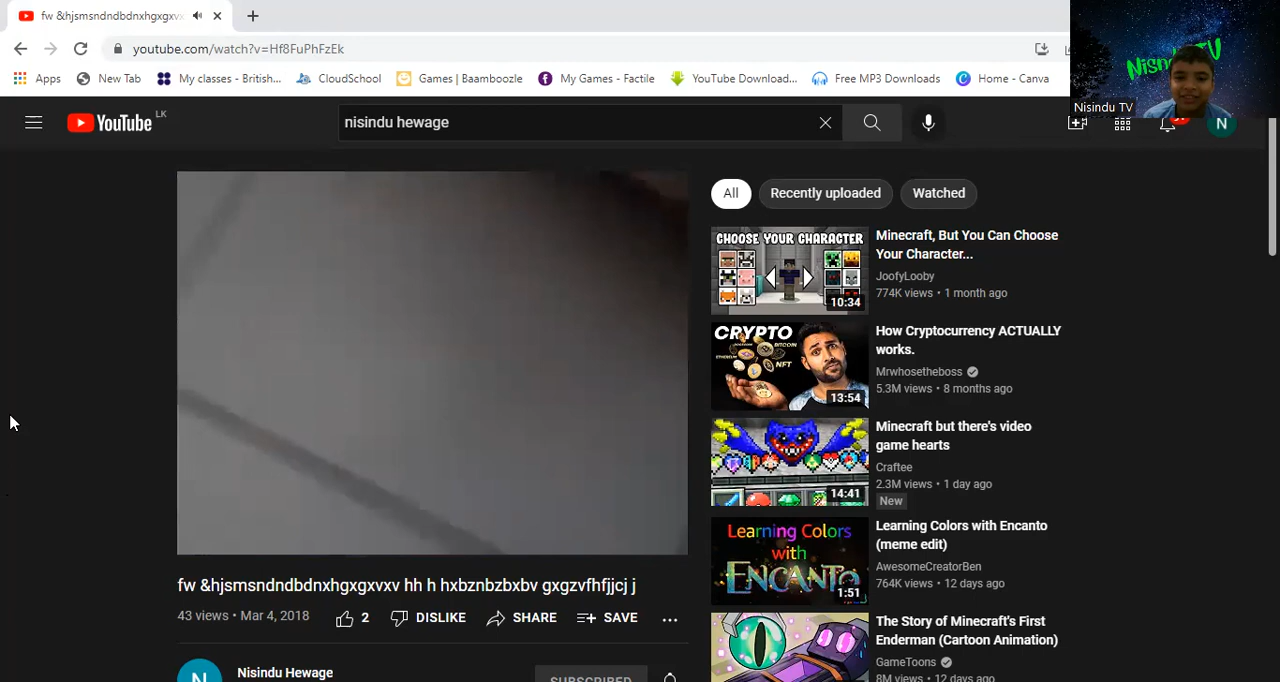 fw &hjsmsndndbdnxhgxgxvx
youtube.com/watch?v=Hf8FuPhFzEk
Apps
New Tab
My classes - British...
CloudSchool
Games | Baamboozle
My Games - Factile
YouTube Download...
Free MP3 Downloads
Home - Canva
Nisindu TV
YouTube LK
nisindu hewage
N
All
Recently uploaded
Watched
CHOOSE YOUR CHARACTER
10:34
Minecraft, But You Can Choose
Your Character...
JoofyLooby
774K views • 1 month ago
CRYPTO
BITCOIN
NFT
13:54
How Cryptocurrency ACTUALLY
works.
Mrwhosetheboss
5.3M views • 8 months ago
14:41
Minecraft but there's video
game hearts
Craftee
2.3M views • 1 day ago
New
Learning Colors
with
ENCANTO
1:51
Learning Colors with Encanto
(meme edit)
AwesomeCreatorBen
764K views • 12 days ago
The Story of Minecraft's First
Enderman (Cartoon Animation)
GameToons
8M views • 12 days ago
fw &hjsmsndndbdnxhgxgxvxv hh h hxbznbzbxbv gxgzvfhfjjcj j
43 views • Mar 4, 2018
2
DISLIKE
SHARE
SAVE
N
Nisindu Hewage
SUBSCRIBED